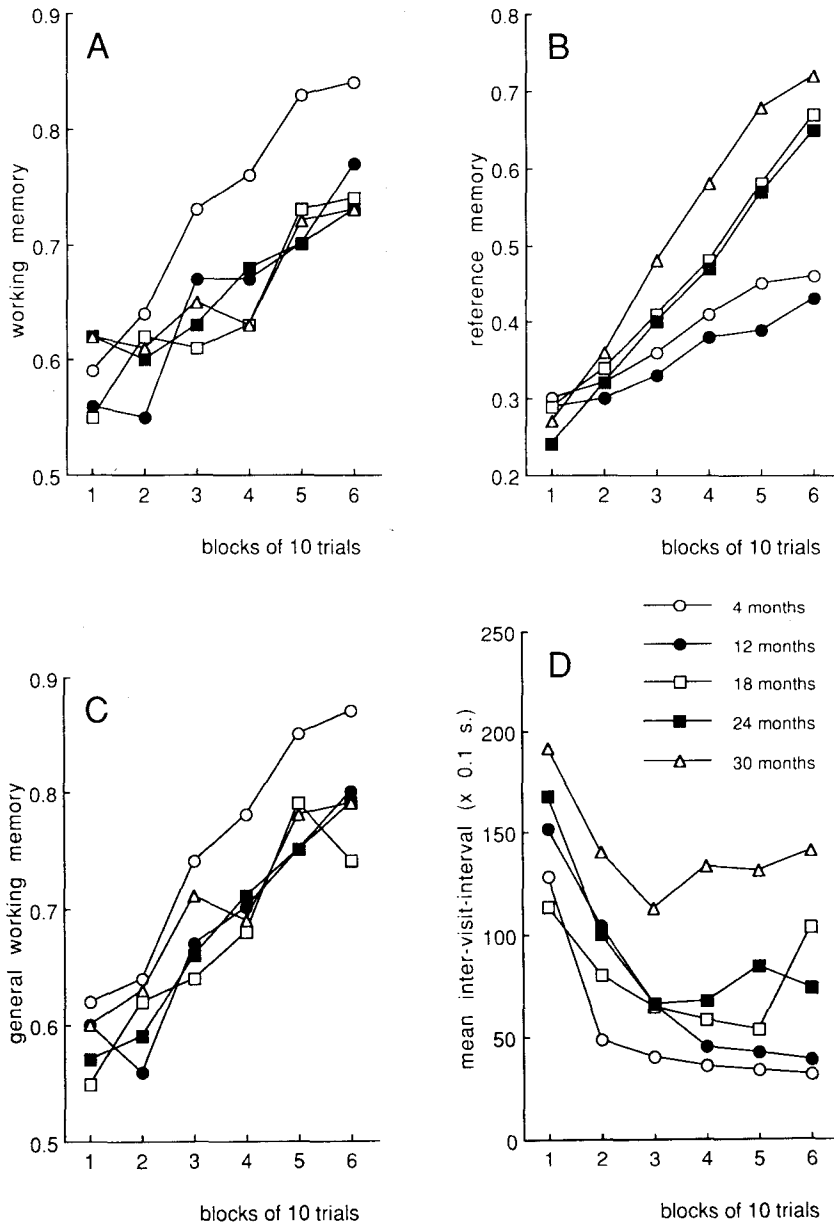 A
0.9
0.8
0.7
0.6
0.5
working memory
1 2 3 4 5 6
blocks of 10 trials
B
0.8
0.7
0.6
0.5
0.4
0.3
0.2
reference memory
1 2 3 4 5 6
blocks of 10 trials
C
0.9
0.8
0.7
0.6
0.5
general working memory
1 2 3 4 5 6
blocks of 10 trials
4 months
12 months
18 months
24 months
30 months
D
250
200
150
100
50
0
mean inter-visit-interval (x 0.1 s.)
1 2 3 4 5 6
blocks of 10 trials